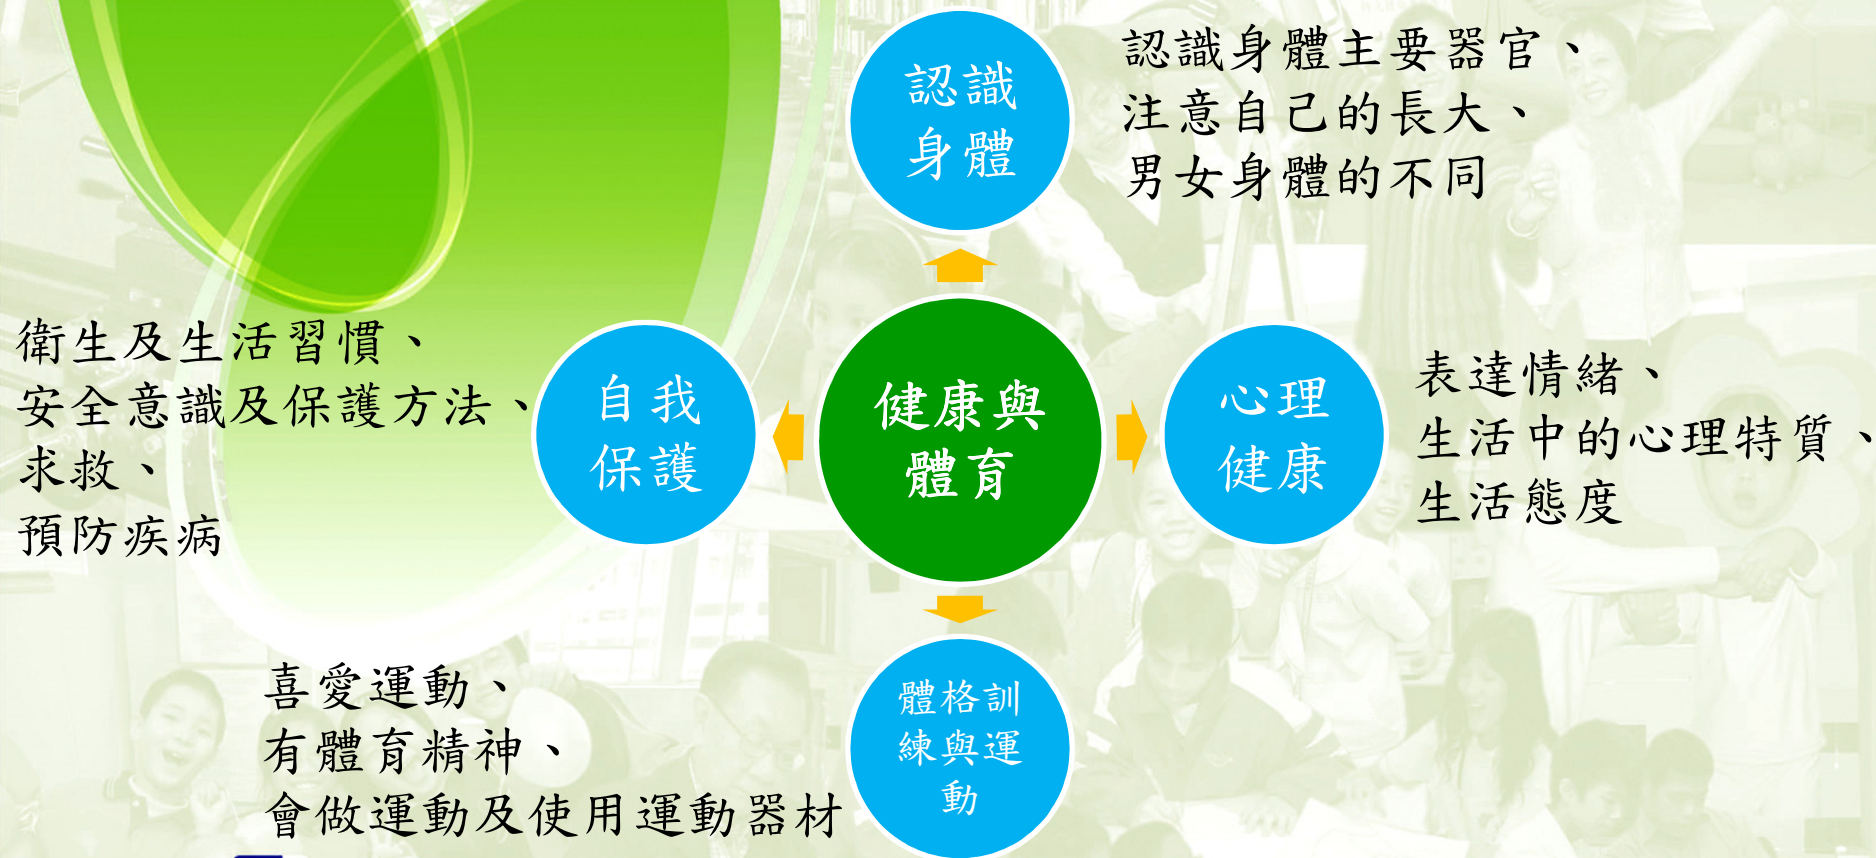 認識
身體
認識身體主要器官、
注意自己的長大、
男女身體的不同
衛生及生活習慣、
安全意識及保護方法、
求救、
預防疾病
自我
保護
健康與
體育
心理
健康
表達情緒、
生活中的心理特質、
生活態度
喜愛運動、
有體育精神、
會做運動及使用運動器材
體格訓
練與運
動